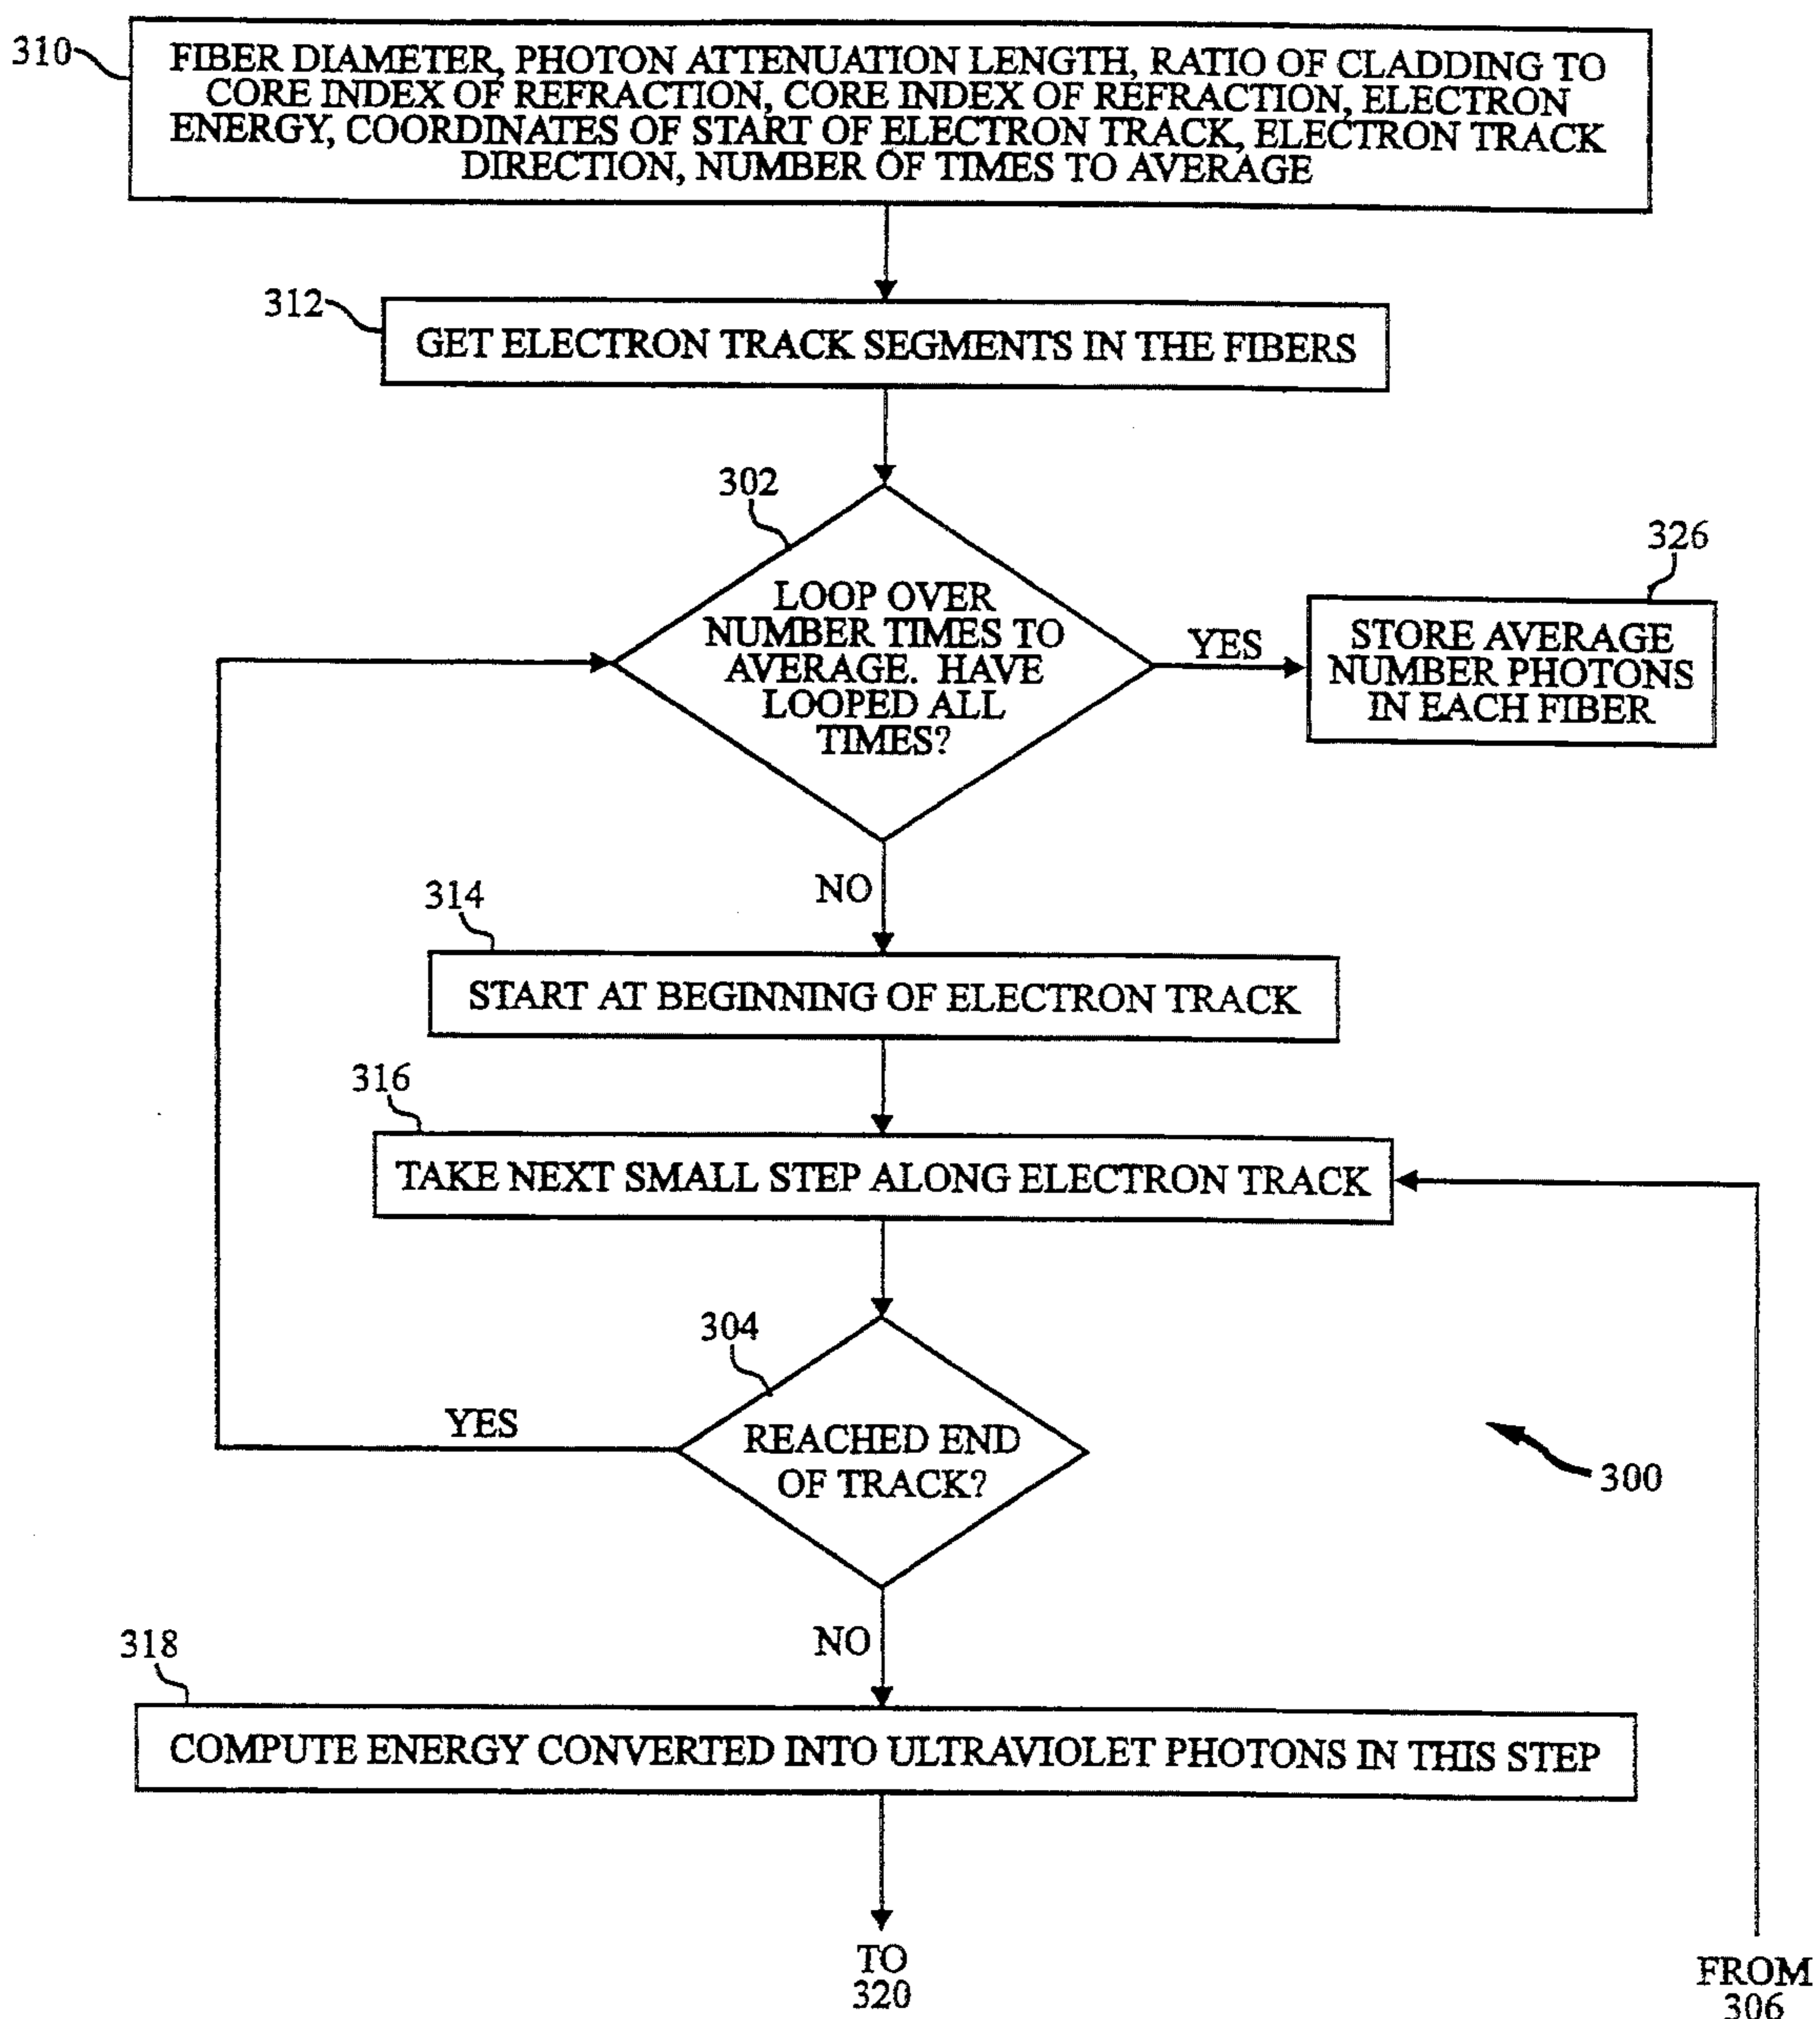 310
FIBER DIAMETER, PHOTON ATTENUATION LENGTH, RATIO OF CLADDING TO
CORE INDEX OF REFRACTION, CORE INDEX OF REFRACTION, ELECTRON
ENERGY, COORDINATES OF START OF ELECTRON TRACK, ELECTRON TRACK
DIRECTION, NUMBER OF TIMES TO AVERAGE
312
GET ELECTRON TRACK SEGMENTS IN THE FIBERS
302
LOOP OVER
NUMBER TIMES TO
AVERAGE. HAVE
LOOPED ALL
TIMES?
YES
326
STORE AVERAGE
NUMBER PHOTONS
IN EACH FIBER
NO
314
START AT BEGINNING OF ELECTRON TRACK
316
TAKE NEXT SMALL STEP ALONG ELECTRON TRACK
304
REACHED END
OF TRACK?
YES
300
NO
318
COMPUTE ENERGY CONVERTED INTO ULTRAVIOLET PHOTONS IN THIS STEP
TO
320
FROM
306